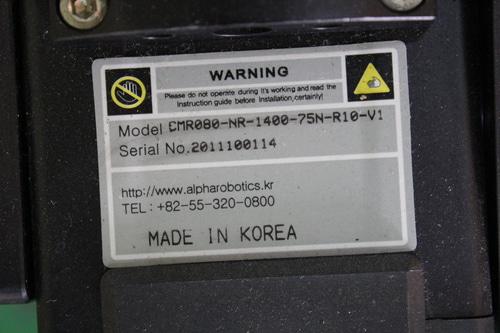 WARNING
Please do not operate during it's working and read the
Instruction guide before Installation,certainly!
Model CMR080-NR-1400-75N-R10-V1
Serial No.2011100114
http://www.alpharobotics.kr
TEL : +82-55-320-0800
MADE IN KOREA